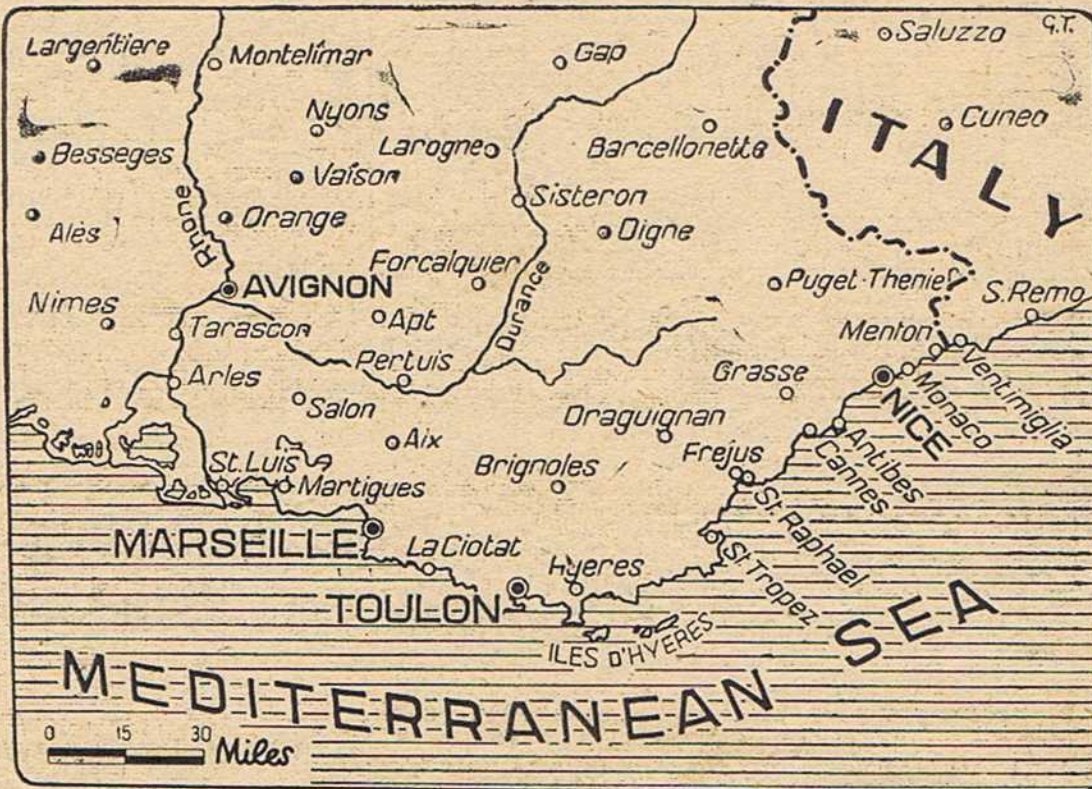 G.T.
Largentiere
Montelimar
Gap
Saluzzo
Nyons
Cuneo
ITALY
Besseges
Larogne
Barcellonette
Vaison
Sisteron
Alès
Orange
Rhone
Digne
AVIGNON
Forcalquier
Durance
Puget-Thenier
S. Remo
Nimes
Tarascon
Apt
Menton
Ventimiglia
Arles
Pertuis
Grasse
Monaco
NICE
Salon
Draguignan
Antibes
Aix
Cannés
Brignoles
Frejus
St. Luis
Martigues
St. Raphael
MARSEILLE
La Ciotat
Hyeres
St. Tropez
TOULON
ILES D'HYERES
MEDITERRANEAN SEA
0 15 30 Miles